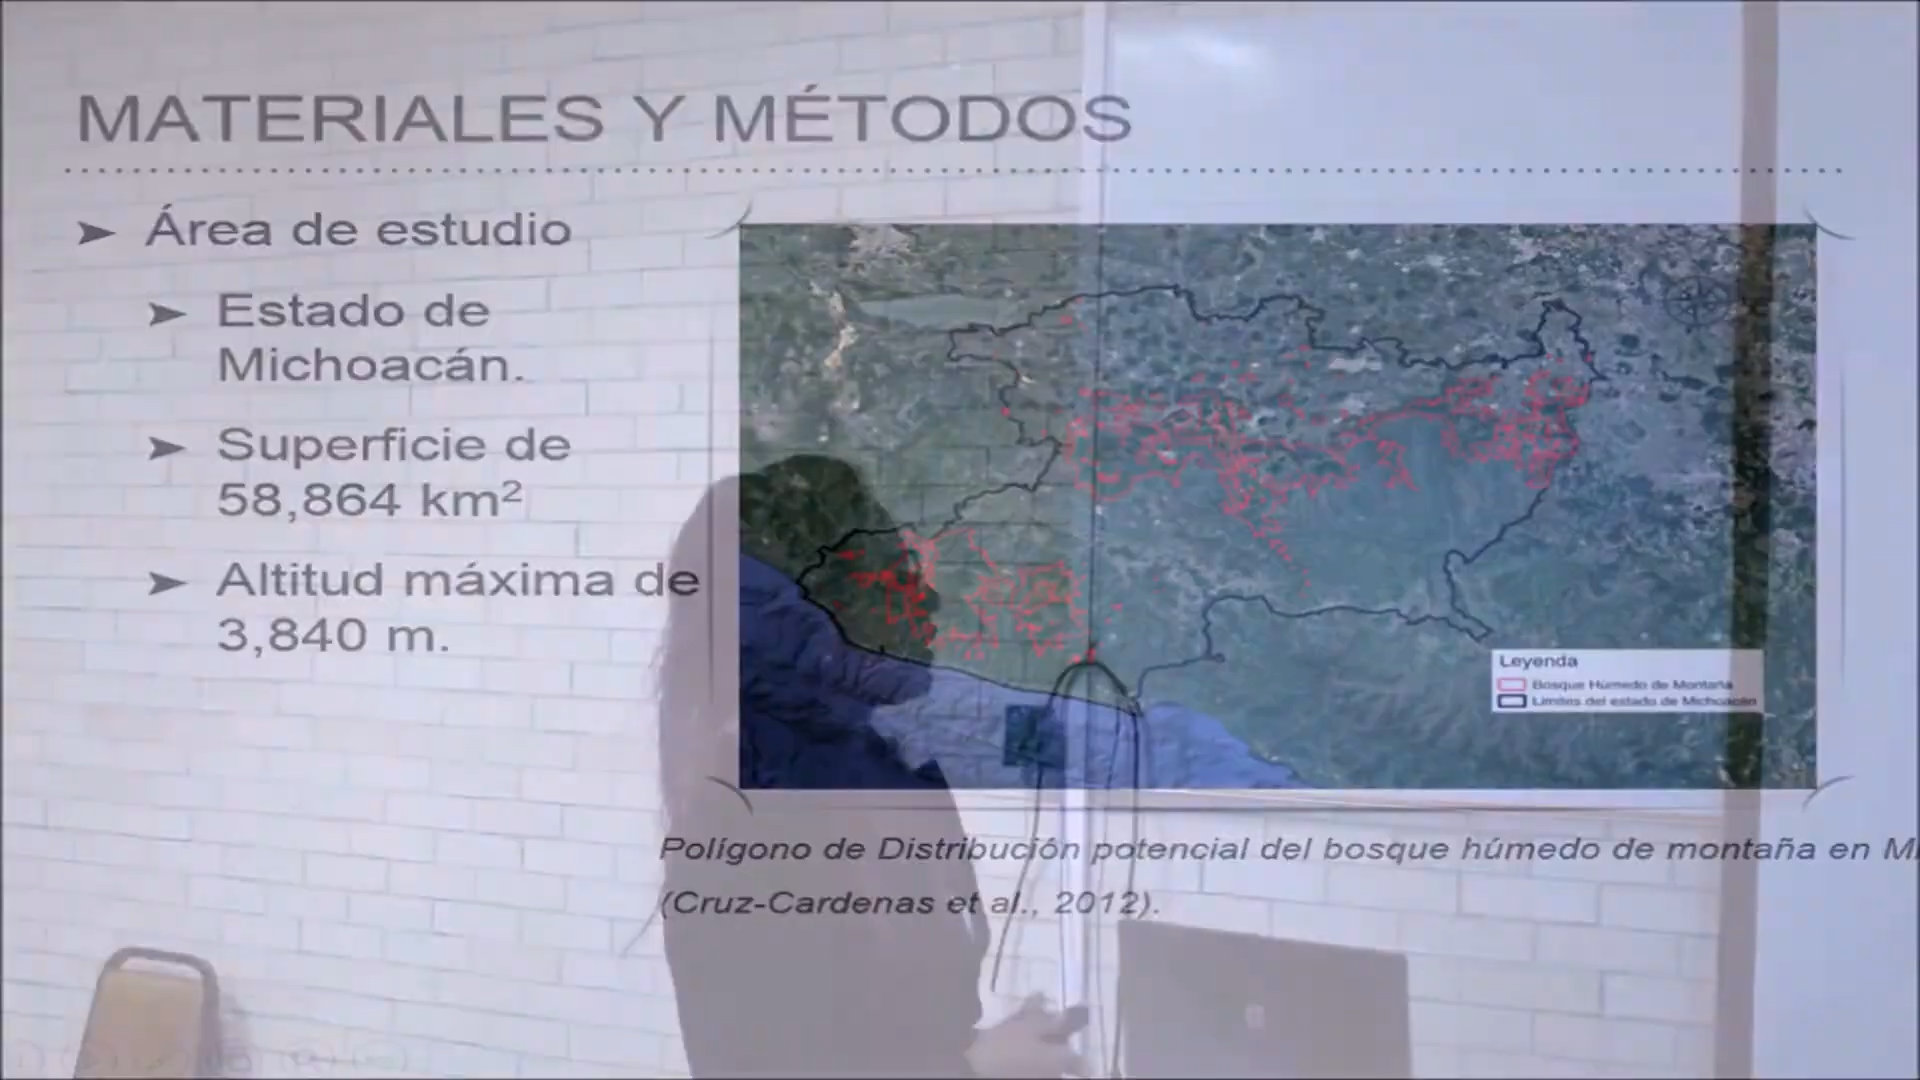 MATERIALES Y MÉTODOS
➤ Área de estudio
➤ Estado de
Michoacán.
➤ Superficie de
58,864 km²
➤ Altitud máxima de
3,840 m.
Leyenda
Bosque Húmedo de Montaña
Límites del estado de Michoacán
Polígono de Distribución potencial del bosque húmedo de montaña en
(Cruz-Cardenas et al., 2012).